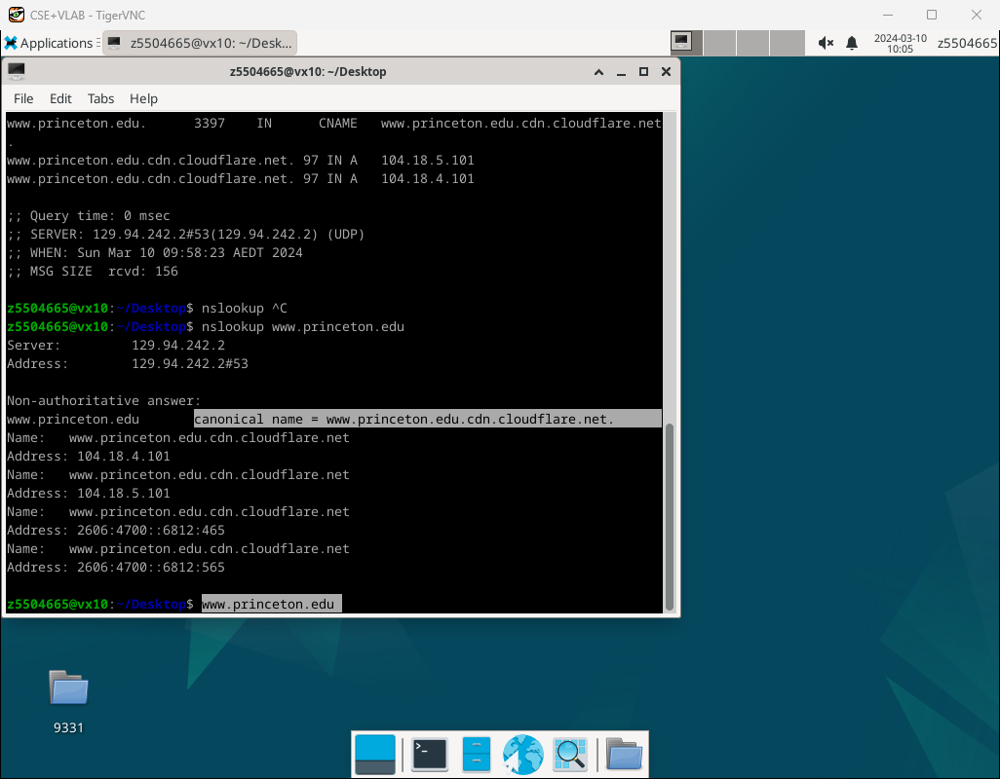 CSE+VLAB - TigerVNC
Applications
z5504665@vx10: ~/Desk...
2024-03-10
10:05
z5504665
z5504665@vx10: ~/Desktop
File Edit Tabs Help
www.princeton.edu. 3397 IN CNAME www.princeton.edu.cdn.cloudflare.net
.
www.princeton.edu.cdn.cloudflare.net. 97 IN A 104.18.5.101
www.princeton.edu.cdn.cloudflare.net. 97 IN A 104.18.4.101
;; Query time: 0 msec
;; SERVER: 129.94.242.2#53(129.94.242.2) (UDP)
;; WHEN: Sun Mar 10 09:58:23 AEDT 2024
;; MSG SIZE rcvd: 156
z5504665@vx10:~/Desktop$ nslookup ^C
z5504665@vx10:~/Desktop$ nslookup www.princeton.edu
Server: 129.94.242.2
Address: 129.94.242.2#53
Non-authoritative answer:
www.princeton.edu canonical name = www.princeton.edu.cdn.cloudflare.net.
Name: www.princeton.edu.cdn.cloudflare.net
Address: 104.18.4.101
Name: www.princeton.edu.cdn.cloudflare.net
Address: 104.18.5.101
Name: www.princeton.edu.cdn.cloudflare.net
Address: 2606:4700::6812:465
Name: www.princeton.edu.cdn.cloudflare.net
Address: 2606:4700::6812:565
z5504665@vx10:~/Desktop$ www.princeton.edu
9331